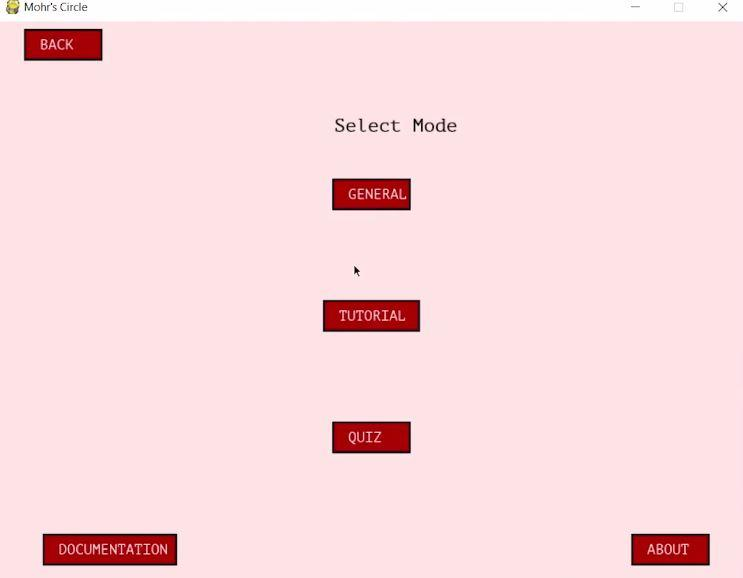 Mohr's Circle
BACK
Select Mode
GENERAL
TUTORIAL
QUIZ
DOCUMENTATION
ABOUT